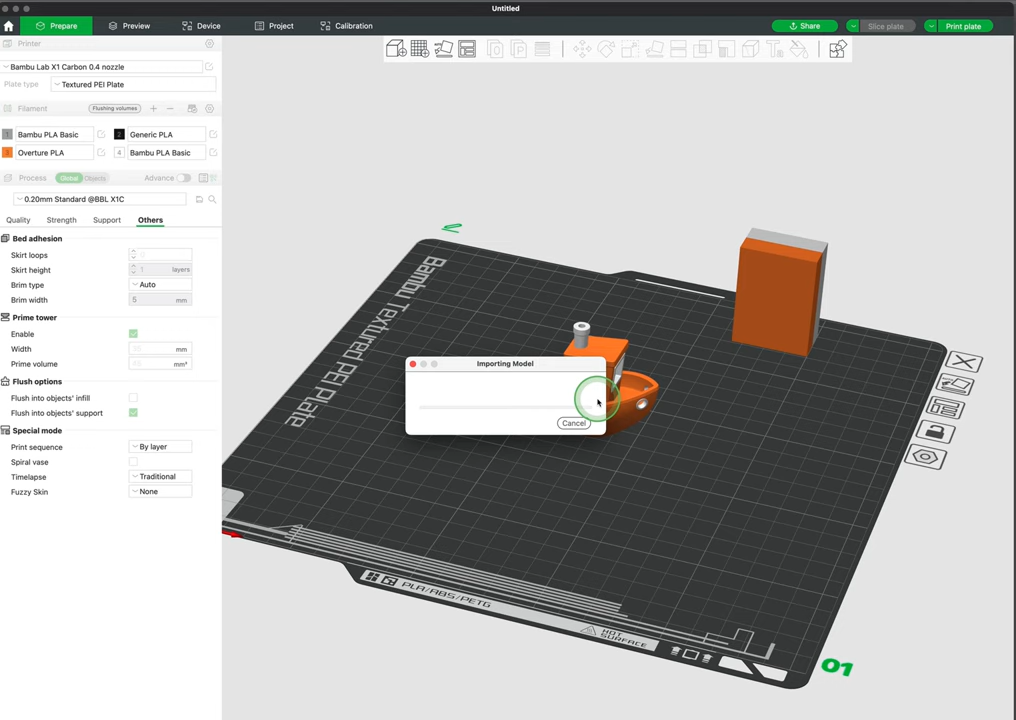 Untitled
Prepare
Preview
Device
Project
Calibration
Share
Slice plate
Print plate
Printer
Bambu Lab X1 Carbon 0.4 nozzle
Plate type
Textured PEI Plate
Filament
Flushing volumes
1 Bambu PLA Basic
2 Generic PLA
3 Overture PLA
4 Bambu PLA Basic
Process
Global
Objects
Advance
0.20mm Standard @BBL X1C
Quality
Strength
Support
Others
Bed adhesion
Skirt loops 0
Skirt height 1 layers
Brim type Auto
Brim width 5 mm
Prime tower
Enable
Width mm
Prime volume mm³
Flush options
Flush into objects' infill
Flush into objects' support
Special mode
Print sequence By layer
Spiral vase
Timelapse Traditional
Fuzzy Skin None
Importing Model
Cancel
Bambu Textured PEI Plate
PLA/ABS/PETG
HOT
SURFACE
01